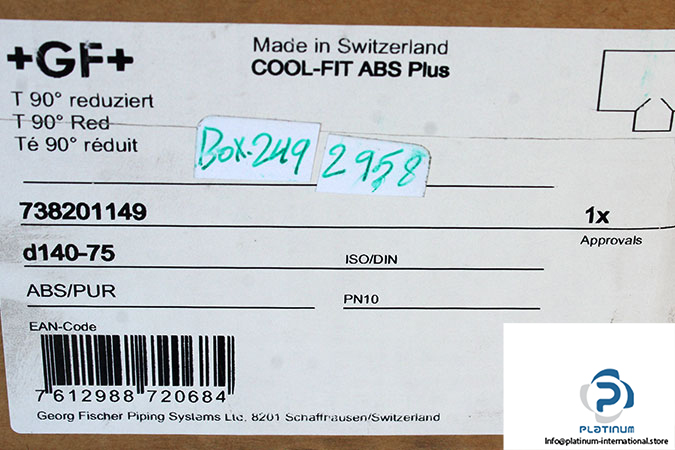 +GF+
Made in Switzerland
COOL-FIT ABS Plus
T 90° reduziert
T 90° Red
Té 90° réduit
Box-249
2958
738201149
1x
Approvals
d140-75
ISO/DIN
ABS/PUR
PN10
EAN-Code
7 612988 720684
Georg Fischer Piping Systems Ltd, 8201 Schaffhausen/Switzerland
PLATINUM
info@platinum-international.store